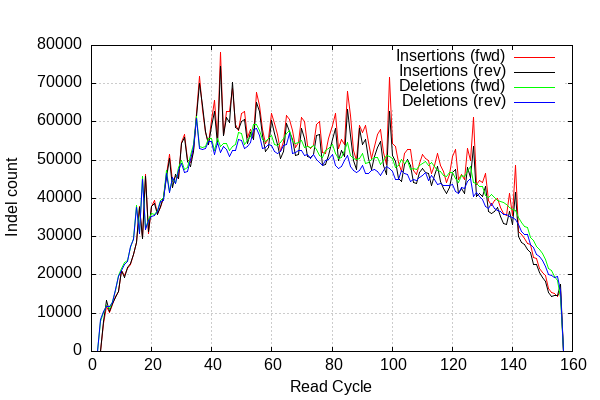 80000
70000
60000
50000
40000
30000
20000
10000
0
Indel count
Insertions (fwd)
Insertions (rev)
Deletions (fwd)
Deletions (rev)
0 20 40 60 80 100 120 140 160
Read Cycle